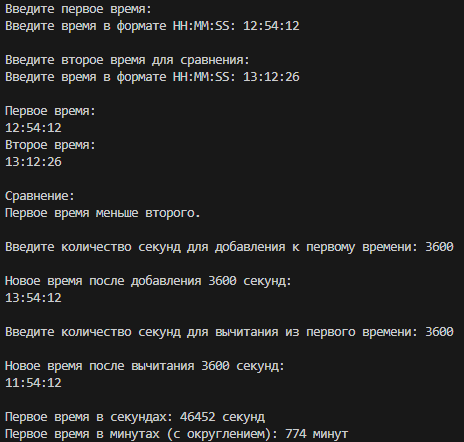 Введите первое время:
Введите время в формате HH:MM:SS: 12:54:12
Введите второе время для сравнения:
Введите время в формате HH:MM:SS: 13:12:26
Первое время:
12:54:12
Второе время:
13:12:26
Сравнение:
Первое время меньше второго.
Введите количество секунд для добавления к первому времени: 3600
Новое время после добавления 3600 секунд:
13:54:12
Введите количество секунд для вычитания из первого времени: 3600
Новое время после вычитания 3600 секунд:
11:54:12
Первое время в секундах: 46452 секунд
Первое время в минутах (с округлением): 774 минут